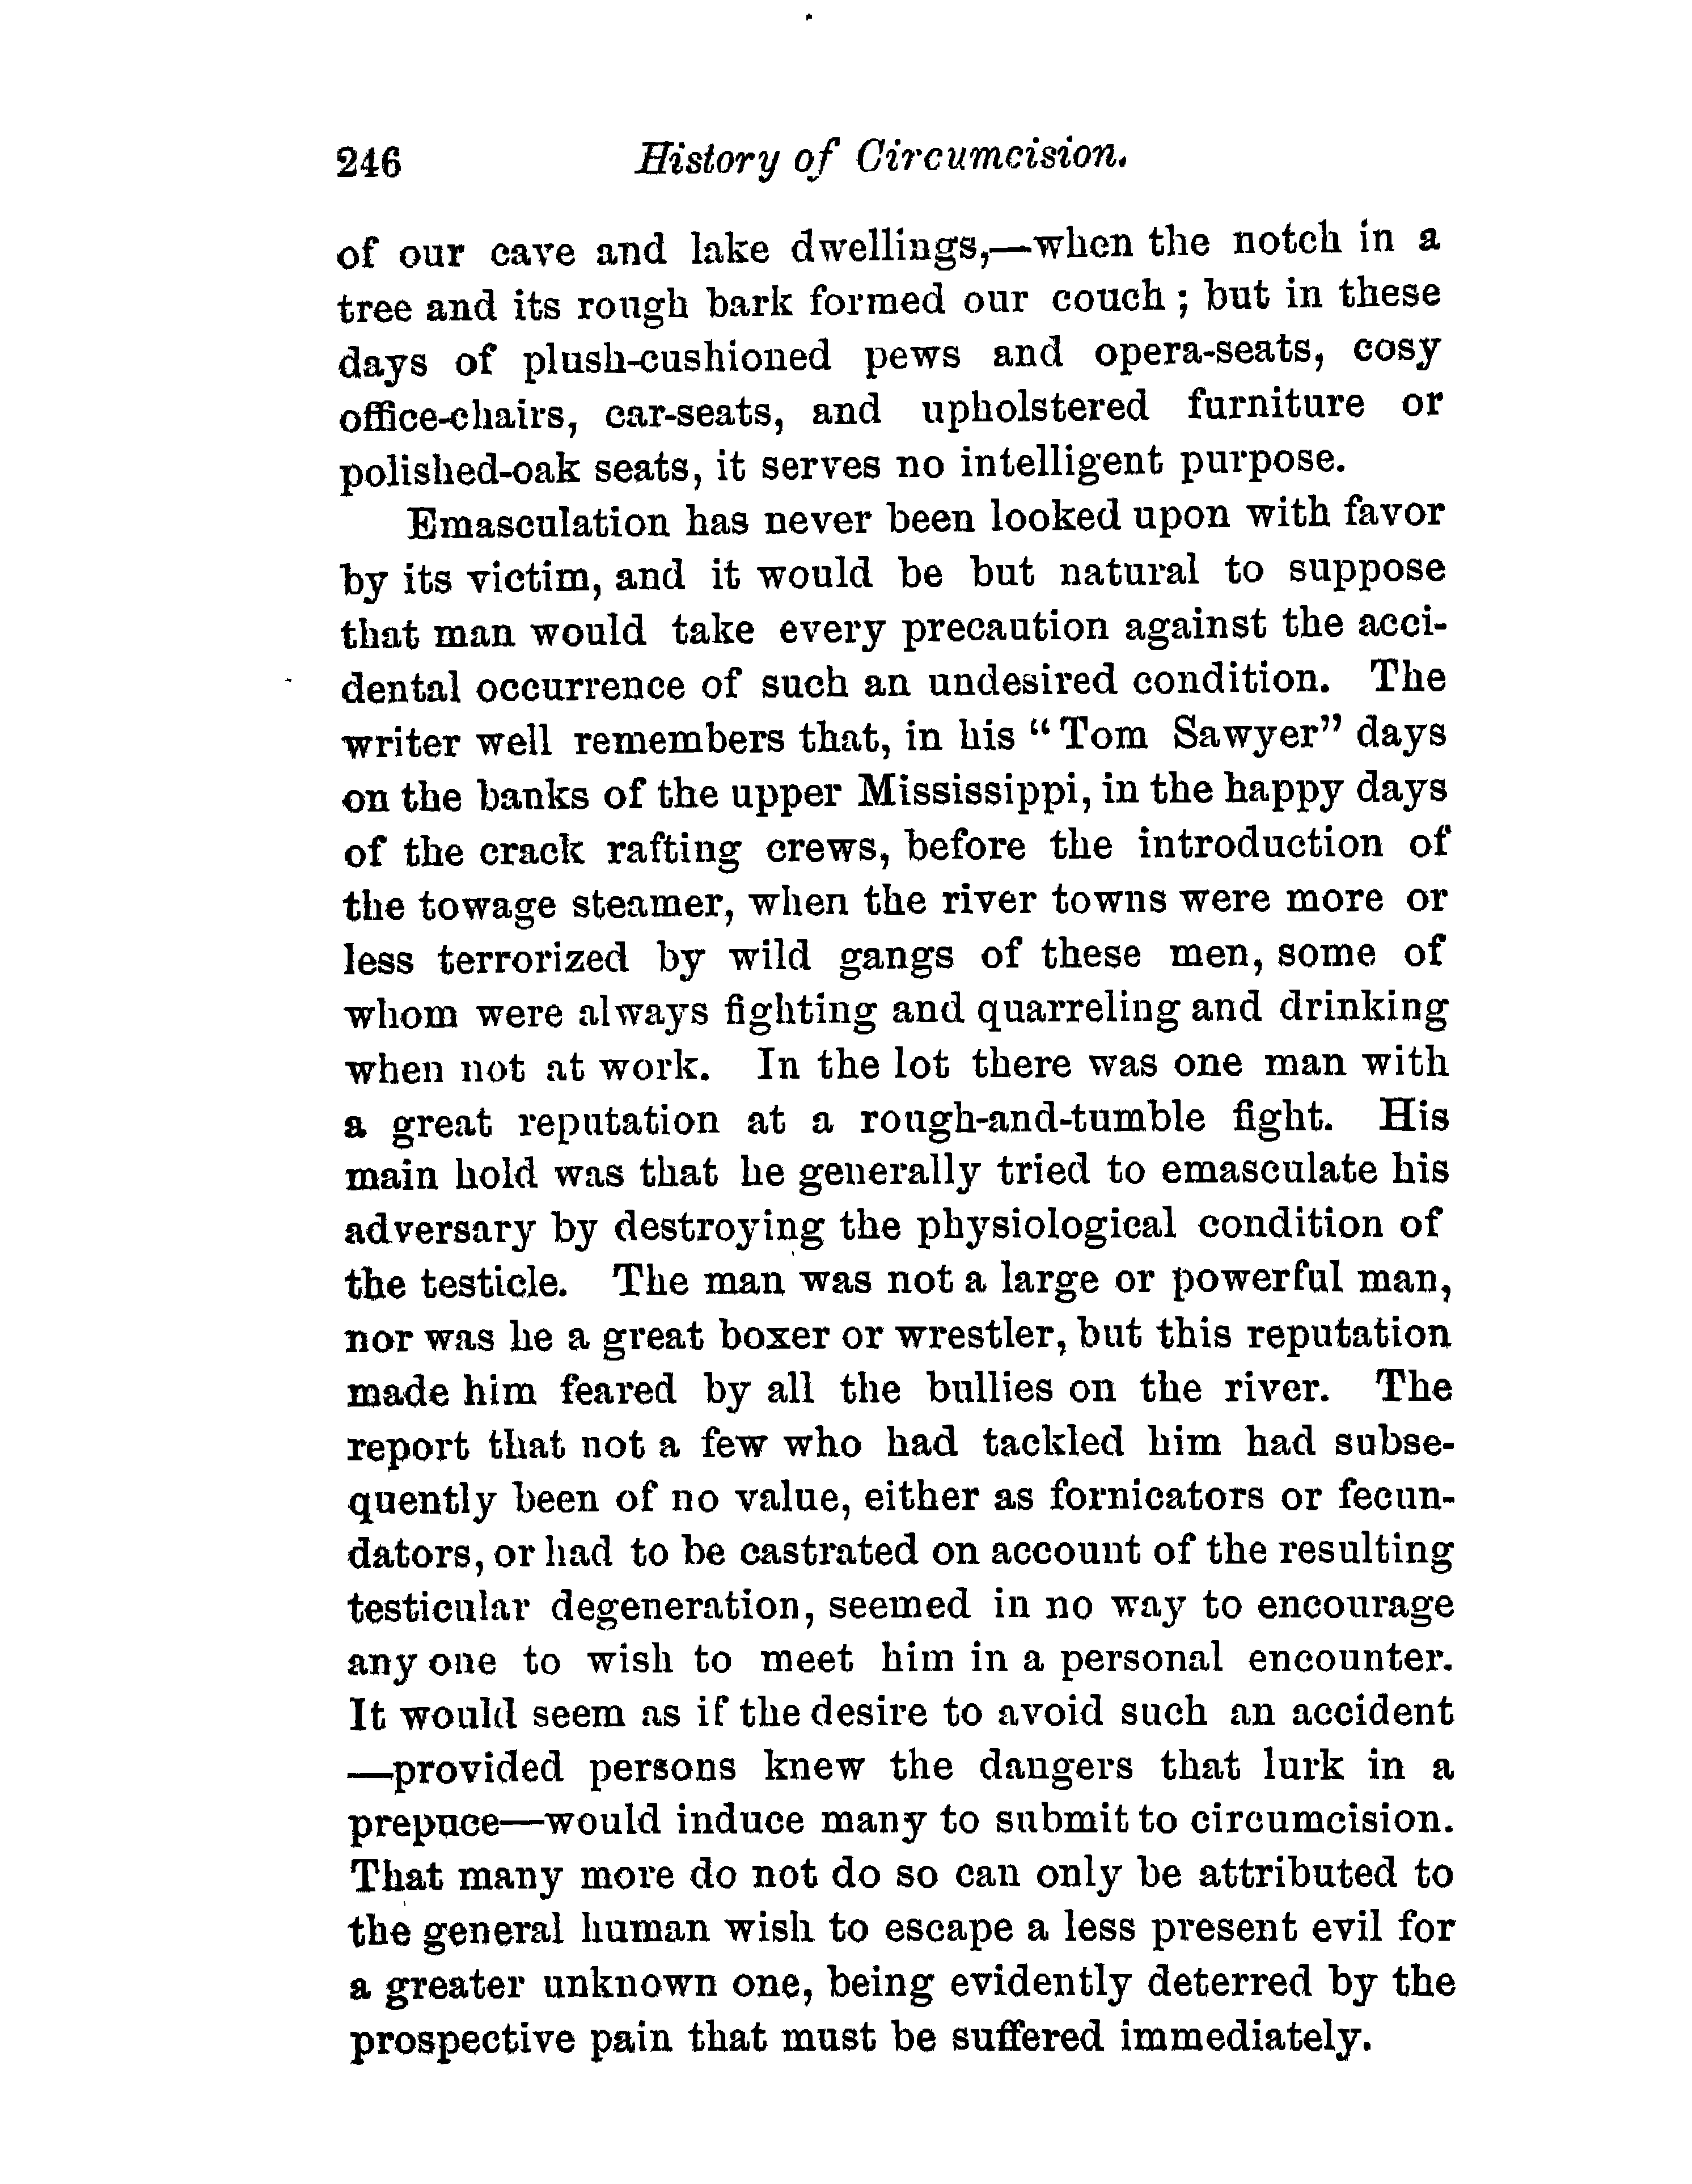 246 History of Circumcision.
of our cave and lake dwellings,—when the notch in a
tree and its rough bark formed our couch ; but in these
days of plush-cushioned pews and opera-seats, cosy
office-chairs, car-seats, and upholstered furniture or
polished-oak seats, it serves no intelligent purpose.
Emasculation has never been looked upon with favor
by its victim, and it would be but natural to suppose
that man would take every precaution against the acci-
dental occurrence of such an undesired condition. The
writer well remembers that, in his “Tom Sawyer” days
on the banks of the upper Mississippi, in the happy days
of the crack rafting crews, before the introduction of
the towage steamer, when the river towns were more or
less terrorized by wild gangs of these men, some of
whom were always fighting and quarreling and drinking
when not at work. In the lot there was one man with
a great reputation at a rough-and-tumble fight. His
main hold was that he generally tried to emasculate his
adversary by destroying the physiological condition of
the testicle. The man was not a large or powerful man,
nor was he a great boxer or wrestler, but this reputation
made him feared by all the bullies on the river. The
report that not a few who had tackled him had subse-
quently been of no value, either as fornicators or fecun-
dators, or had to be castrated on account of the resulting
testicular degeneration, seemed in no way to encourage
any one to wish to meet him in a personal encounter.
It would seem as if the desire to avoid such an accident
—provided persons knew the dangers that lurk in a
prepuce—would induce many to submit to circumcision.
That many more do not do so can only be attributed to
the general human wish to escape a less present evil for
a greater unknown one, being evidently deterred by the
prospective pain that must be suffered immediately.